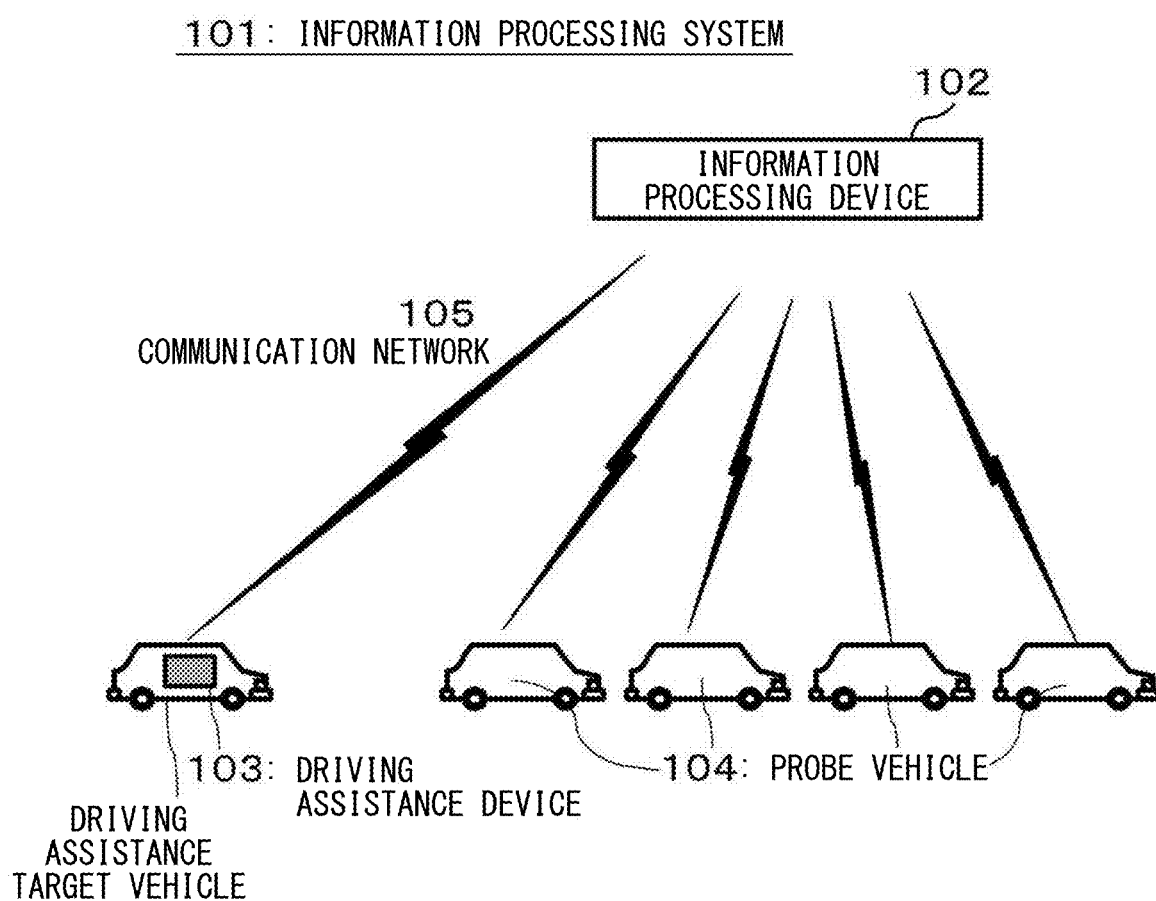 101: INFORMATION PROCESSING SYSTEM
102
INFORMATION
PROCESSING DEVICE
105
COMMUNICATION NETWORK
103: DRIVING
ASSISTANCE DEVICE
104: PROBE VEHICLE
DRIVING
ASSISTANCE
TARGET VEHICLE